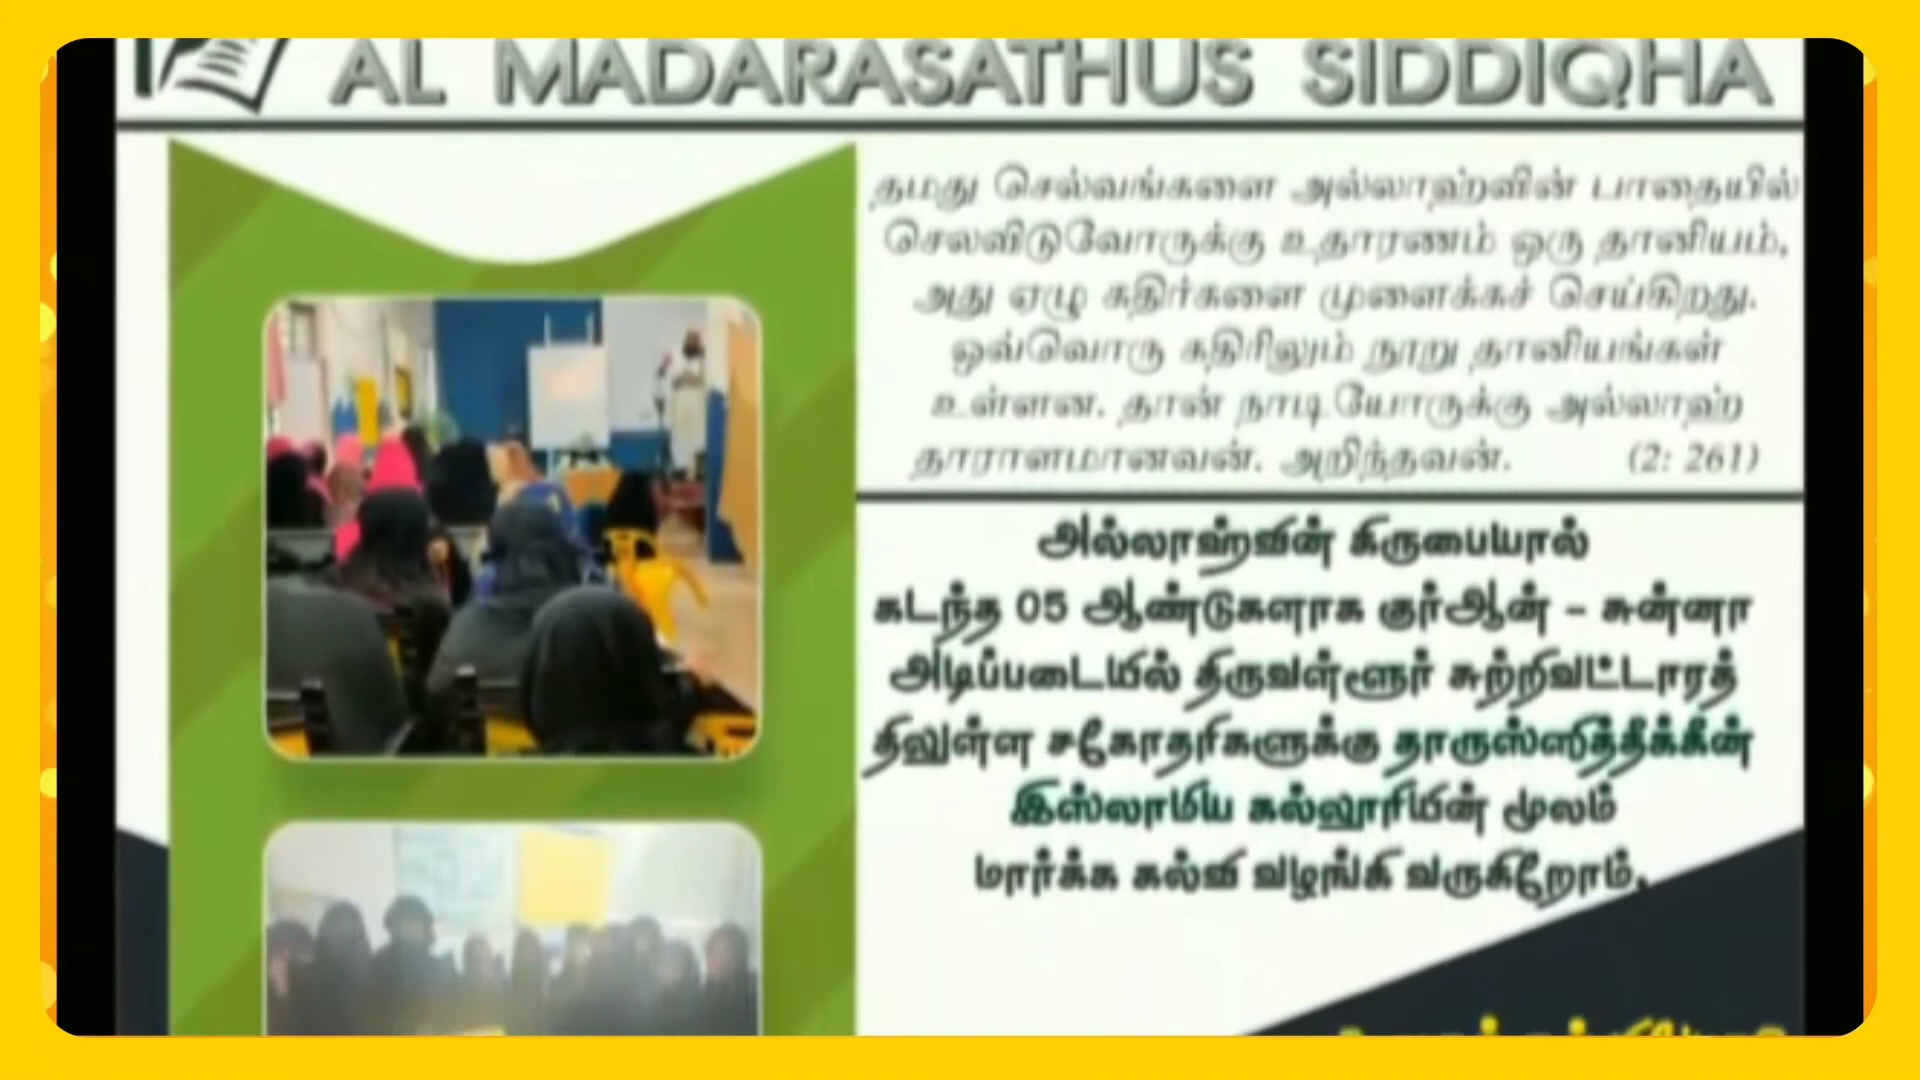 AL MADARASATHUS SIDDIQHA
தமது செல்வங்களை அல்லாஹ்வின் பாதையில்
செலவிடுவோருக்கு உதாரணம் ஒரு தானியம்,
அது ஏழு கதிர்களை முளைக்கச் செய்கிறது.
ஒவ்வொரு கதிரிலும் நூறு தானியங்கள்
உள்ளன. தான் நாடியோருக்கு அல்லாஹ்
தாராளமானவன். அறிந்தவன். (2: 261)
அல்லாஹ்வின் கிருபையால்
கடந்த 05 ஆண்டுகளாக குர்ஆன் – சுன்னா
அடிப்படையில் திருவள்ளூர் சுற்றிவட்டாரத்
திலுள்ள சகோதரிகளுக்கு தாருஸ்ஸித்தீக்கீன்
இஸ்லாமிய கல்லூரியின் மூலம்
மார்க்க கல்வி வழங்கி வருகிறோம்.